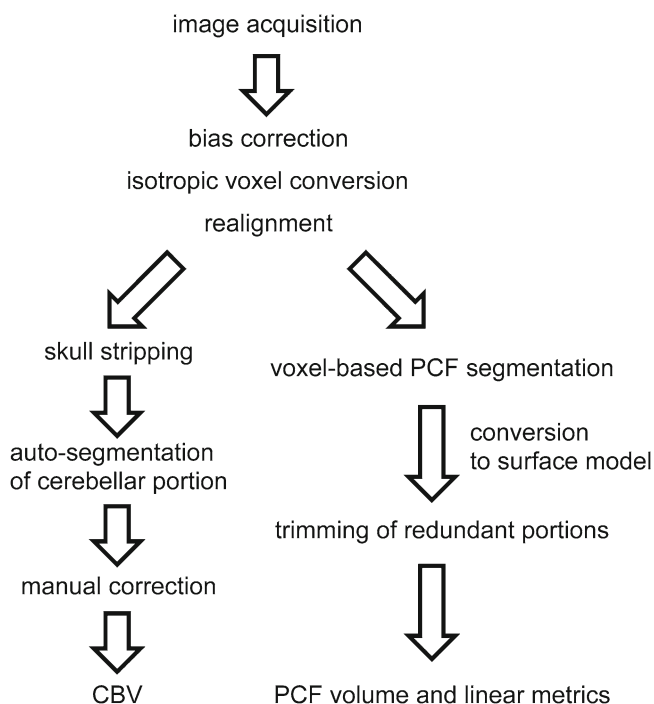 image acquisition
bias correction
isotropic voxel conversion
realignment
skull stripping
auto-segmentation
of cerebellar portion
manual correction
CBV
voxel-based PCF segmentation
conversion
to surface model
trimming of redundant portions
PCF volume and linear metrics